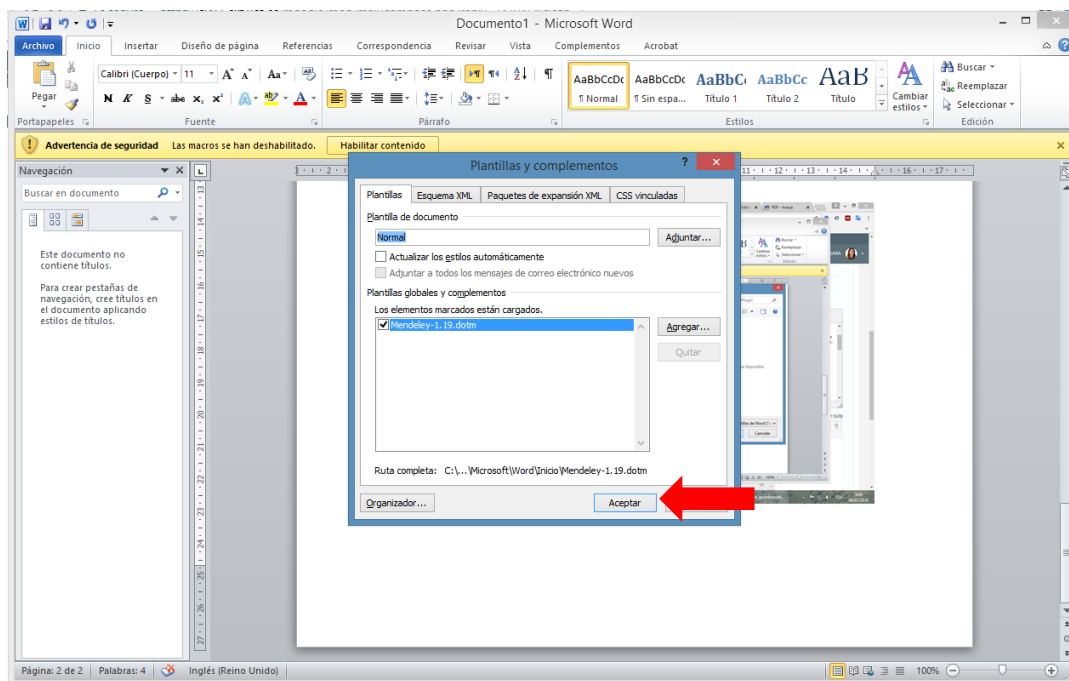 Documento1 - Microsoft Word
Archivo Inicio Insertar Diseño de página Referencias Correspondencia Revisar Vista Complementos Acrobat
Pegar
Calibri (Cuerpo) 11
N K S abc x₂ x²
Portapapeles Fuente Párrafo Estilos Edición
AaBbCcDc AaBbCcDc AaBbC AaBbCc AaB
¶ Normal ¶ Sin espa... Título 1 Título 2 Título
Cambiar estilos
Buscar
Reemplazar
Seleccionar
Advertencia de seguridad Las macros se han deshabilitado. Habilitar contenido
Navegación
Buscar en documento
Este documento no
contiene títulos.
Para crear pestañas de
navegación, cree títulos en
el documento aplicando
estilos de títulos.
Plantillas y complementos
Plantillas Esquema XML Paquetes de expansión XML CSS vinculadas
Plantilla de documento
Normal Adjuntar...
Actualizar los estilos automáticamente
Adjuntar a todos los mensajes de correo electrónico nuevos
Plantillas globales y complementos
Los elementos marcados están cargados.
Mendeley-1.19.dotm
Agregar...
Quitar
Ruta completa: C:\...\Microsoft\Word\Inicio\Mendeley-1.19.dotm
Organizador... Aceptar
Página: 2 de 2 Palabras: 4 Inglés (Reino Unido) 100%